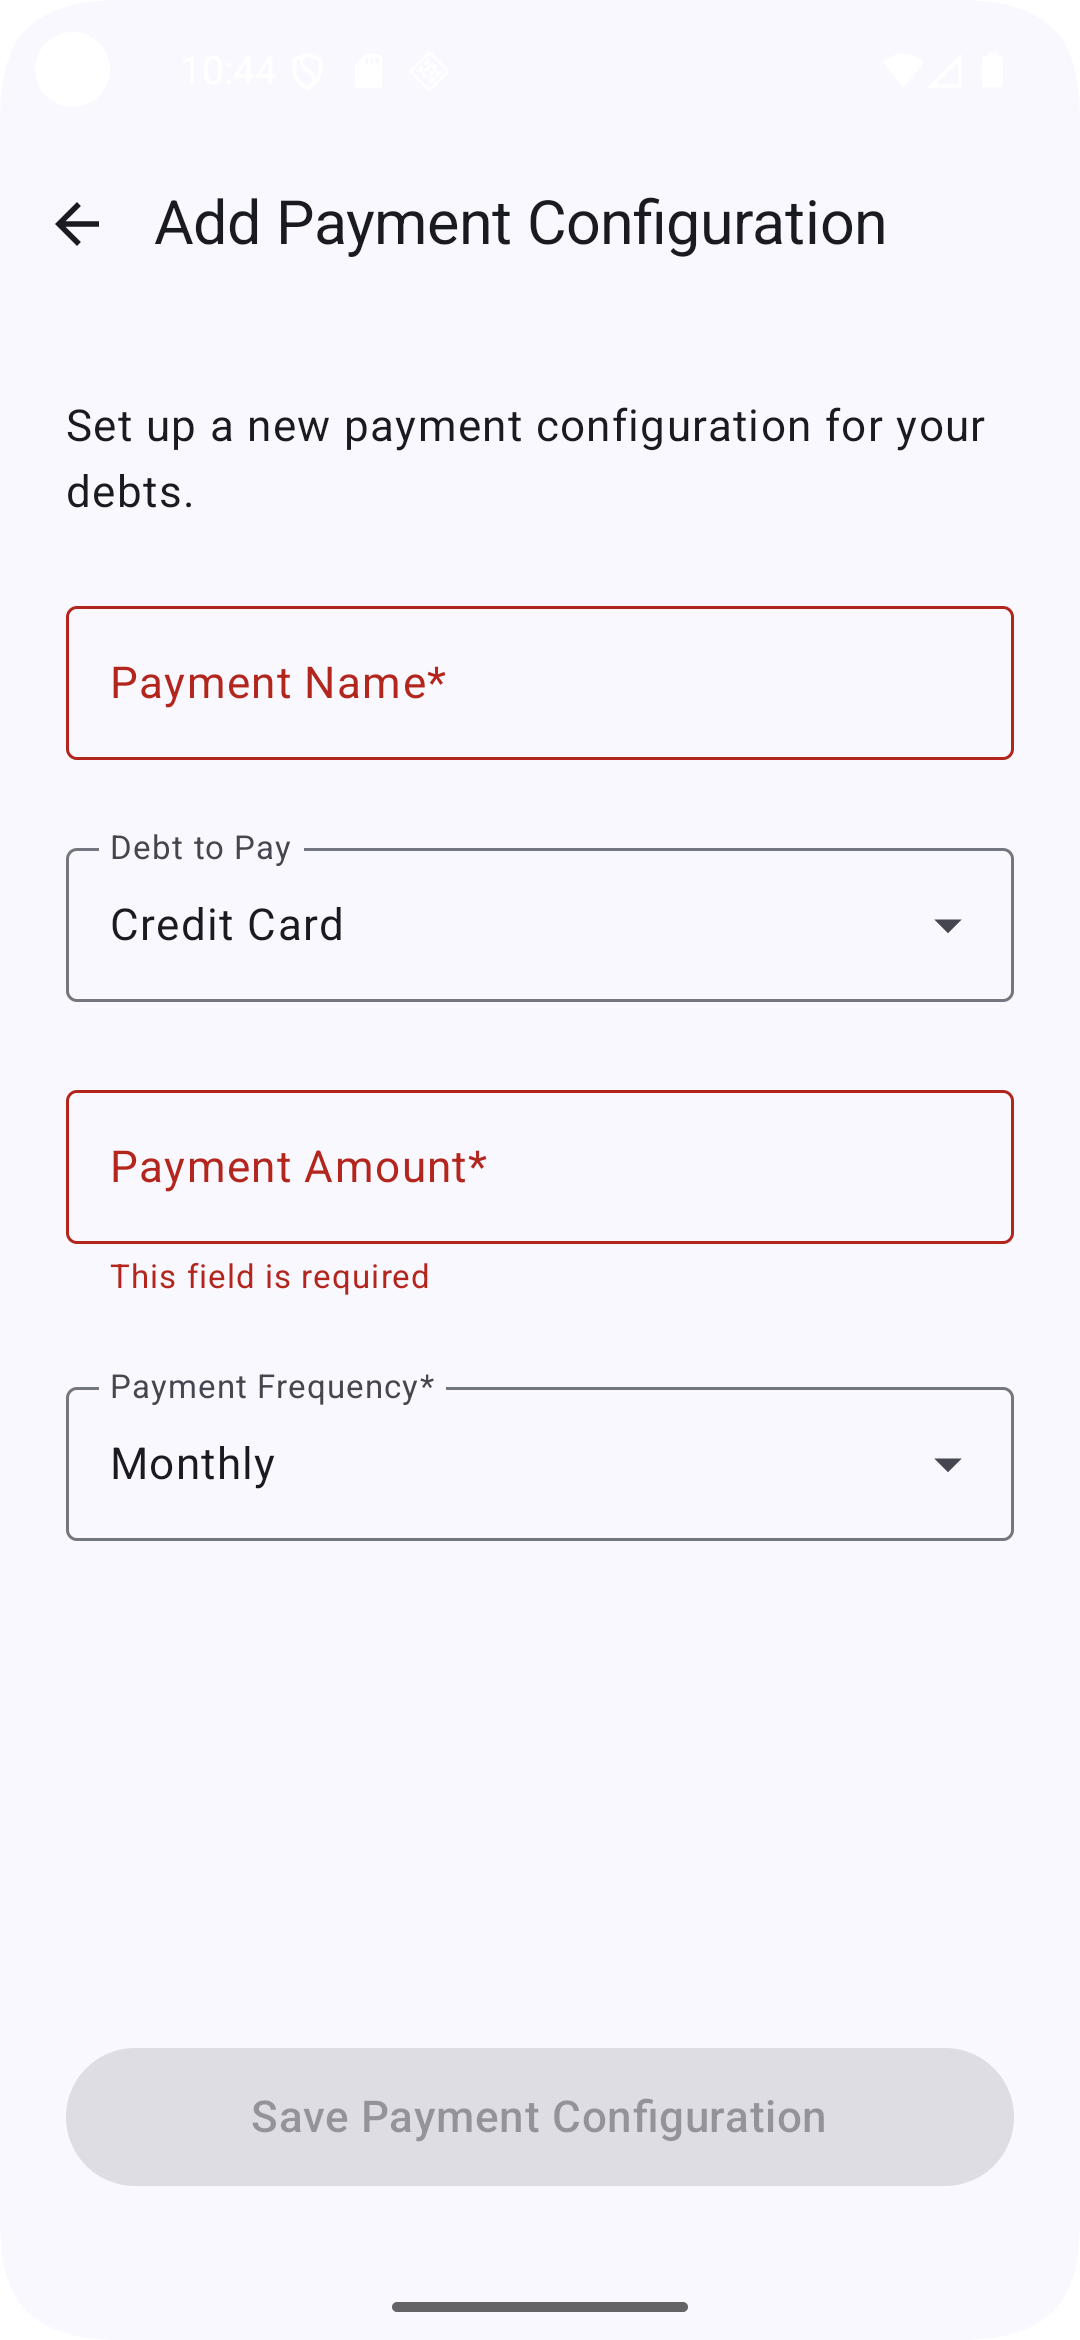 10:44
Add Payment Configuration
Set up a new payment configuration for your
debts.
Payment Name*
Debt to Pay
Credit Card
Payment Amount*
This field is required
Payment Frequency*
Monthly
Save Payment Configuration